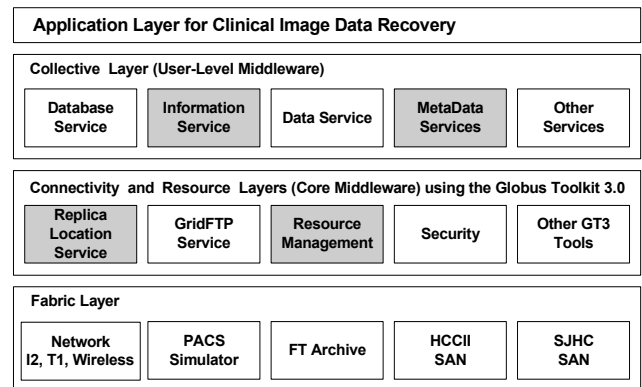 Application Layer for Clinical Image Data Recovery
Collective Layer (User-Level Middleware)
Database
Service
Information
Service
Data Service
MetaData
Services
Other
Services
Connectivity and Resource Layers (Core Middleware) using the Globus Toolkit 3.0
Replica
Location
Service
GridFTP
Service
Resource
Management
Security
Other GT3
Tools
Fabric Layer
Network
I2, T1, Wireless
PACS
Simulator
FT Archive
HCCII
SAN
SJHC
SAN